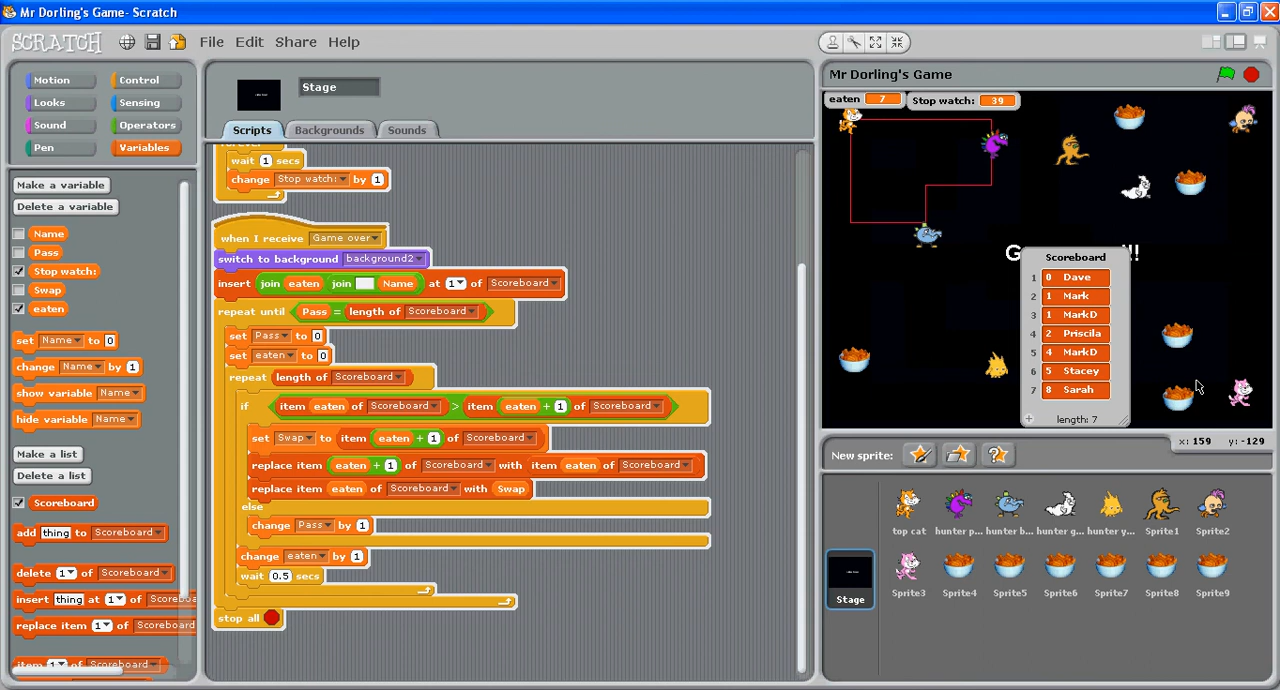 Mr Dorling's Game- Scratch
SCRATCH File Edit Share Help
Motion Control
Looks Sensing
Sound Operators
Pen Variables
Make a variable
Delete a variable
Name
Pass
Stop watch:
Swap
eaten
set Name to 0
change Name by 1
show variable Name
hide variable Name
Make a list
Delete a list
Scoreboard
add thing to Scoreboard
delete 1 of Scoreboard
insert thing at 1 of
replace item 1 of Scoreboard
item 1 of Scoreboard
Stage
Scripts Backgrounds Sounds
forever
wait 1 secs
change Stop watch: by 1
when I receive Game over
switch to background background2
insert join eaten join Name at 1 of Scoreboard
repeat until Pass = length of Scoreboard
set Pass to 0
set eaten to 0
repeat length of Scoreboard
if item eaten of Scoreboard > item eaten + 1 of Scoreboard
set Swap to item eaten + 1 of Scoreboard
replace item eaten + 1 of Scoreboard with item eaten of Scoreboard
replace item eaten of Scoreboard with Swap
else
change Pass by 1
change eaten by 1
wait 0.5 secs
stop all
Mr Dorling's Game
eaten 7 Stop watch: 39
G !!
Scoreboard
1 0 Dave
2 1 Mark
3 1 MarkD
4 2 Priscila
5 4 MarkD
6 5 Stacey
7 8 Sarah
+ length: 7
x: 159 y: -129
New sprite:
top cat hunter p... hunter b... hunter g... hunter y... Sprite1 Sprite2
Stage
Sprite3 Sprite4 Sprite5 Sprite6 Sprite7 Sprite8 Sprite9